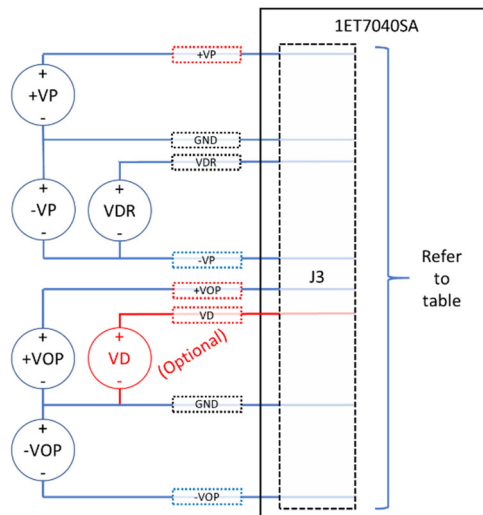 1ET7040SA
+VP
+
+VP
-
GND
VDR
+
-VP
-
+
VDR
-
-VP
J3
Refer
to
table
+VOP
VD
+
+VOP
-
+
VD
-
(Optional)
GND
+
-VOP
-
-VOP